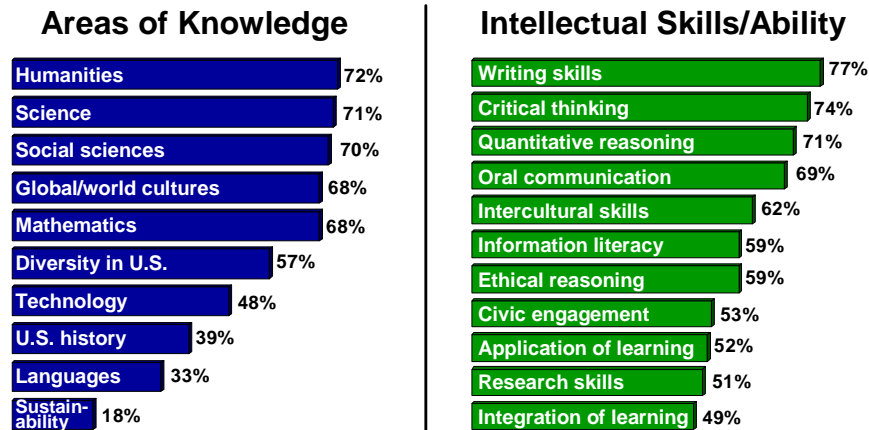 Areas of Knowledge
Humanities 72%
Science 71%
Social sciences 70%
Global/world cultures 68%
Mathematics 68%
Diversity in U.S. 57%
Technology 48%
U.S. history 39%
Languages 33%
Sustain-
ability 18%
Intellectual Skills/Ability
Writing skills 77%
Critical thinking 74%
Quantitative reasoning 71%
Oral communication 69%
Intercultural skills 62%
Information literacy 59%
Ethical reasoning 59%
Civic engagement 53%
Application of learning 52%
Research skills 51%
Integration of learning 49%